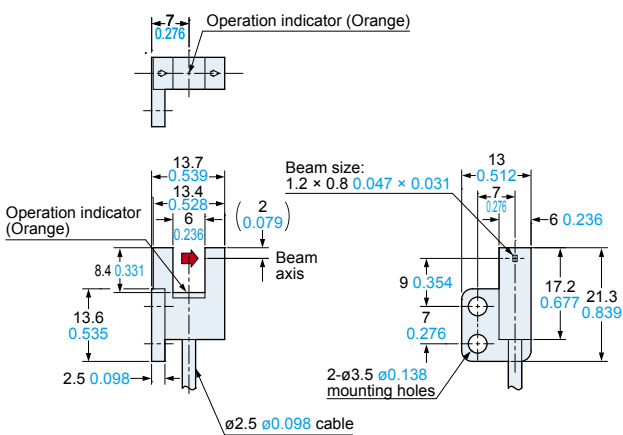 7
0.276
Operation indicator (Orange)
13.7
0.539
13.4
0.528
6
0.236
(2
0.079)
Operation indicator
(Orange)
8.4 0.331
Beam
axis
13.6
0.535
2.5 0.098
ø2.5 ø0.098 cable
Beam size:
1.2 × 0.8 0.047 × 0.031
13
0.512
7
0.276
6 0.236
9 0.354
7
0.276
17.2
0.677
21.3
0.839
2-ø3.5 ø0.138
mounting holes